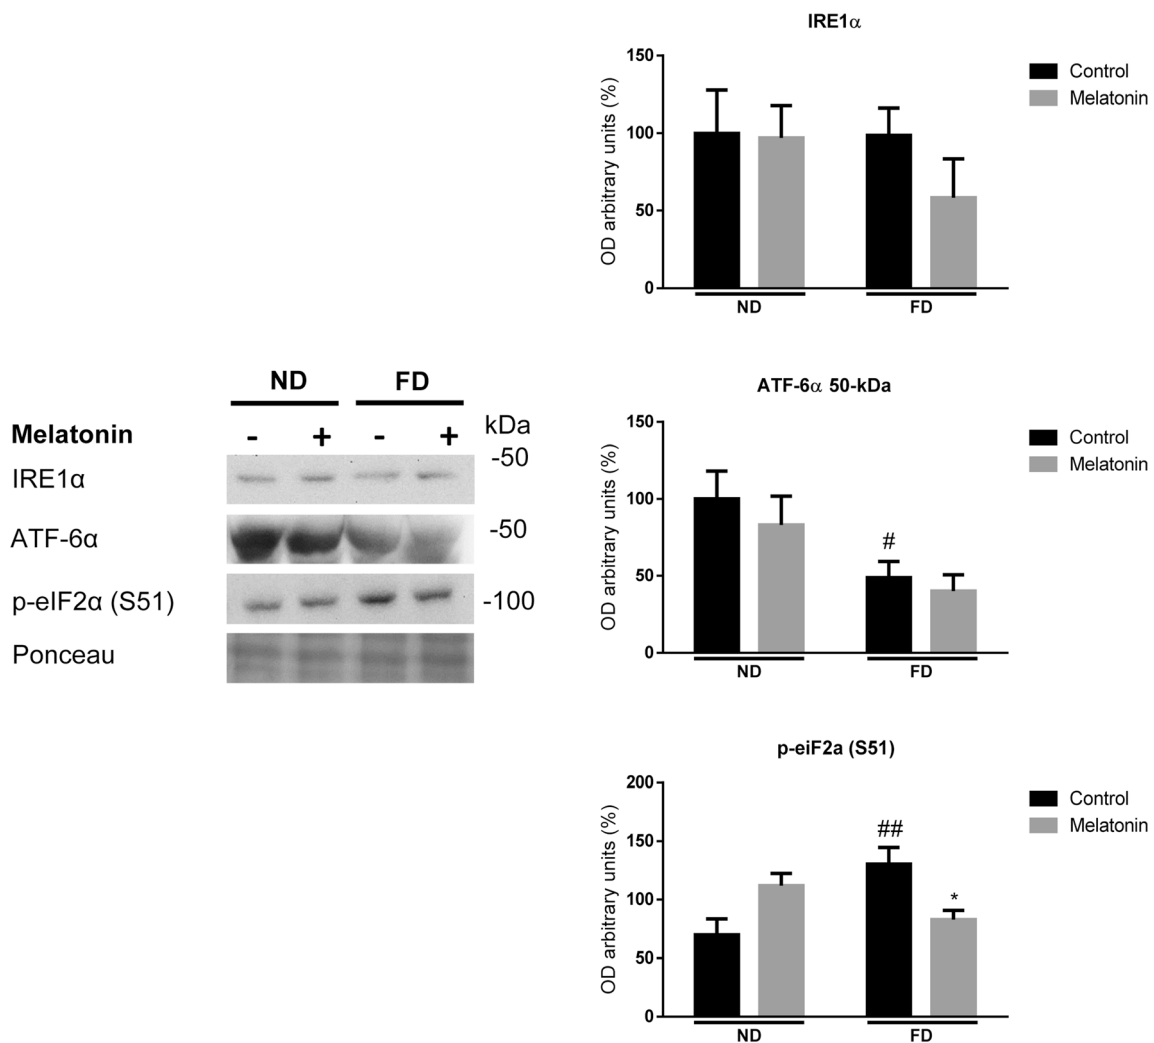 ND FD
Melatonin - + - + kDa
IRE1α -50
ATF-6α -50
p-eIF2α (S51) -100
Ponceau
IRE1α
OD arbitrary units (%)
150
100
50
0
ND FD
Control
Melatonin
ATF-6α 50-kDa
OD arbitrary units (%)
150
100
50
0
#
ND FD
Control
Melatonin
p-eiF2a (S51)
OD arbitrary units (%)
200
150
100
50
0
##
*
ND FD
Control
Melatonin